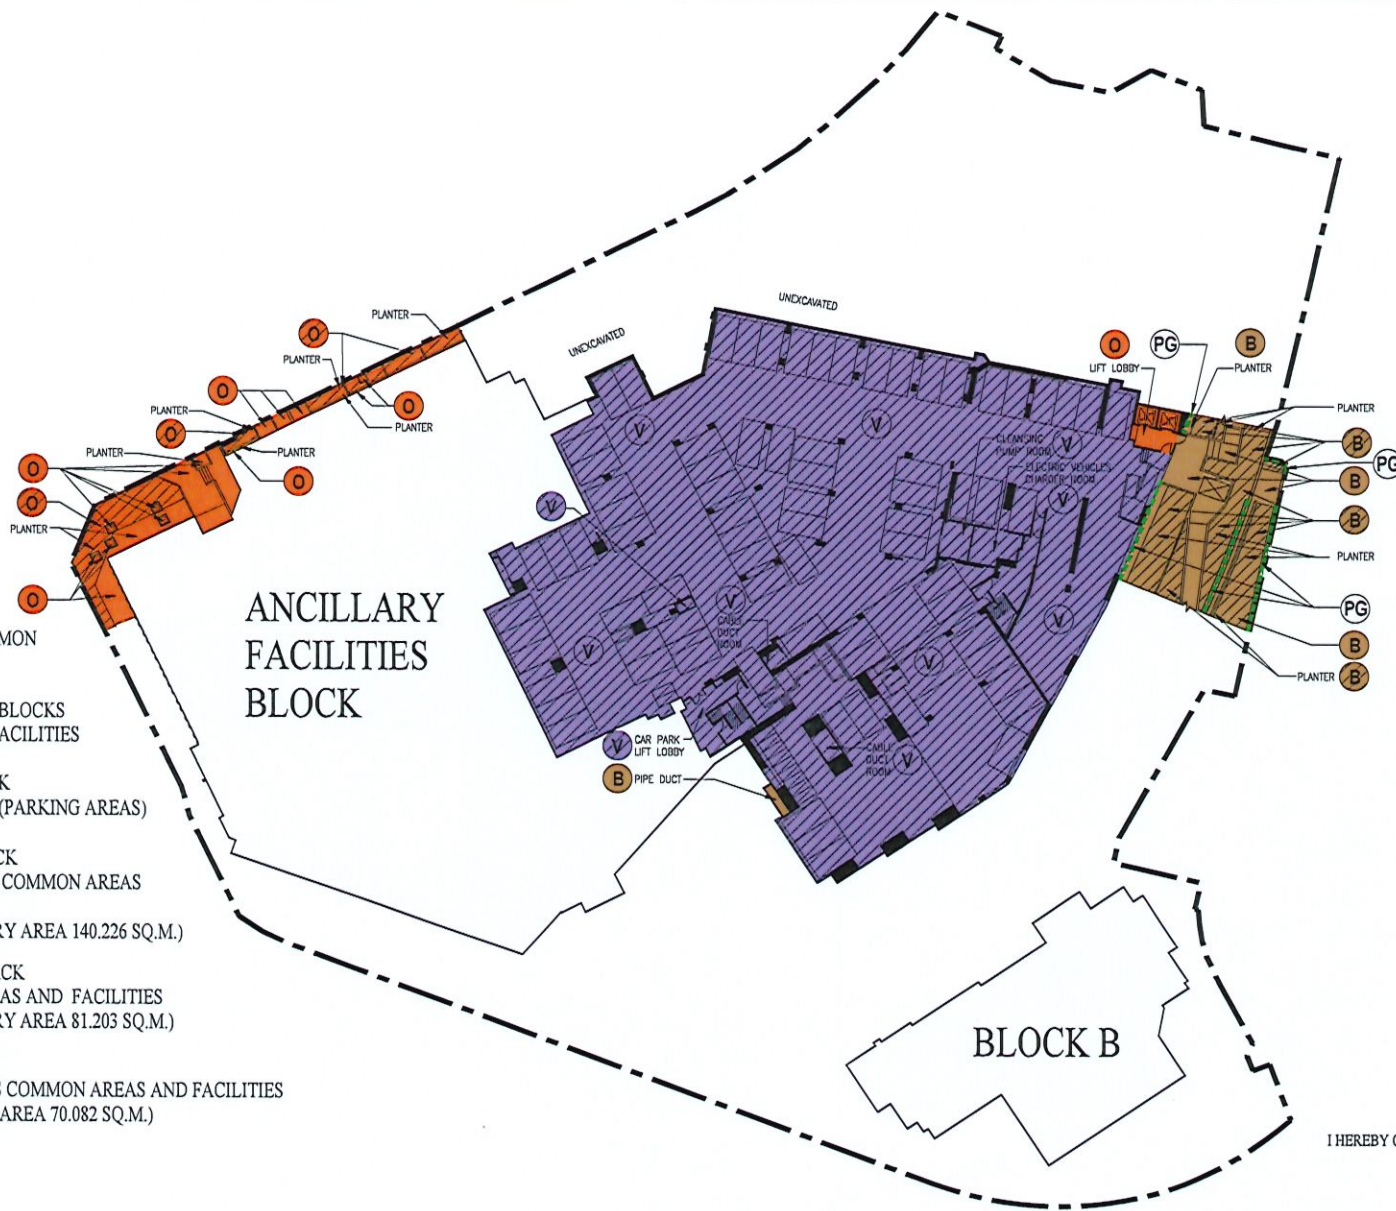 UNEXCAVATED
PLANTER
O
UNEXCAVATED
O
PG
B
LIFT LOBBY
PLANTER
PLANTER
O
O
PLANTER
PLANTER
O
PLANTER
O
PLANTER
PLANTER
O
O
O
PLANTER
O
V
V
CLEANSING
PUMP ROOM
V
ELECTRIC VEHICLES
CHARGER ROOM
V
B
PG
B
B
PLANTER
PG
B
PLANTER
B
V
V
CABLE
DUCT
ROOM
V
V
V
V
CAR PARK
LIFT LOBBY
B
PIPE DUCT
CABLE
DUCT
ROOM
V
ANCILLARY
FACILITIES
BLOCK
MON
BLOCKS
ACILITIES
K
(PARKING AREAS)
CK
COMMON AREAS
RY AREA 140.226 SQ.M.)
CK
AS AND FACILITIES
RY AREA 81.203 SQ.M.)
S COMMON AREAS AND FACILITIES
AREA 70.082 SQ.M.)
BLOCK B
I HEREBY C